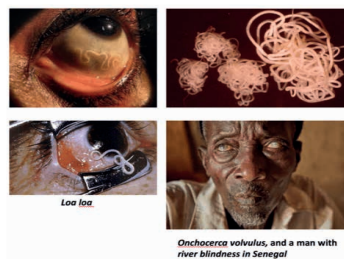 Loa loa
Onchocerca volvulus, and a man with
river blindness in Senegal